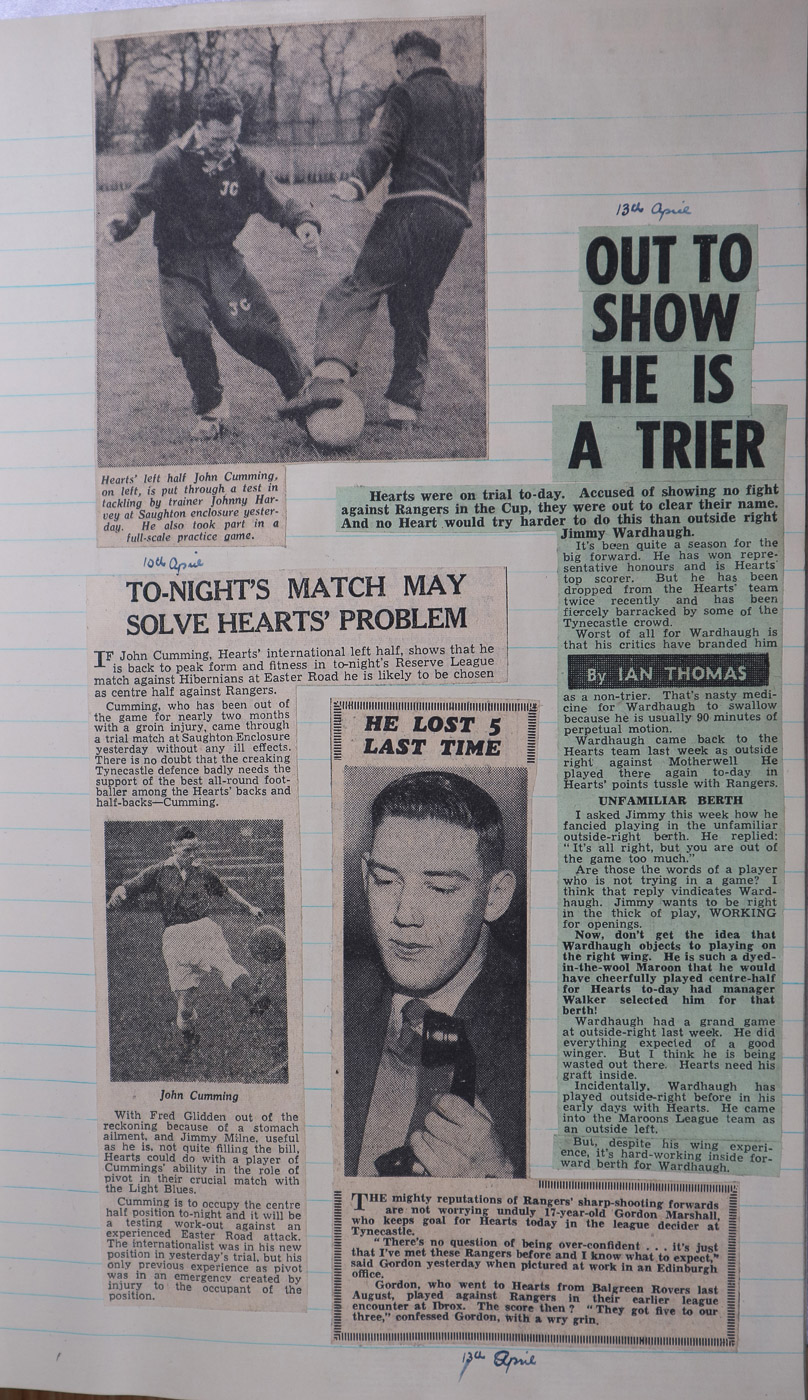 JC
JC
Hearts' left half John Cumming,
on left, is put through a test in
tackling by trainer Johnny Har-
vey at Saughton enclosure yester-
day. He also took part in a
full-scale practice game.
10th April
TO-NIGHT'S MATCH MAY
SOLVE HEARTS' PROBLEM
IF John Cumming, Hearts' international left half, shows that he
is back to peak form and fitness in to-night's Reserve League
match against Hibernians at Easter Road he is likely to be chosen
as centre half against Rangers.
Cumming, who has been out of
the game for nearly two months
with a groin injury, came through
a trial match at Saughton Enclosure
yesterday without any ill effects.
There is no doubt that the creaking
Tynecastle defence badly needs the
support of the best all-round foot-
baller among the Hearts' backs and
half-backs—Cumming.
John Cumming
With Fred Glidden out of the
reckoning because of a stomach
ailment, and Jimmy Milne, useful
as he is, not quite filling the bill,
Hearts could do with a player of
Cummings' ability in the role of
pivot in their crucial match with
the Light Blues.
Cumming is to occupy the centre
half position to-night and it will be
a testing work-out against an
experienced Easter Road attack.
The internationalist was in his new
position in yesterday's trial, but his
only previous experience as pivot
was in an emergency created by
injury to the occupant of the
position.
HE LOST 5
LAST TIME
THE mighty reputations of Rangers' sharp-shooting forwards
are not worrying unduly 17-year-old Gordon Marshall,
who keeps goal for Hearts today in the league decider at
Tynecastle.
"There's no question of being over-confident . . . it's just
that I've met these Rangers before and I know what to expect,"
said Gordon yesterday when pictured at work in an Edinburgh
office.
Gordon, who went to Hearts from Balgreen Rovers last
August, played against Rangers in their earlier league
encounter at Ibrox. The score then? "They got five to our
three," confessed Gordon, with a wry grin.
13th April
13th April
OUT TO
SHOW
HE IS
A TRIER
Hearts were on trial to-day. Accused of showing no fight
against Rangers in the Cup, they were out to clear their name.
And no Heart would try harder to do this than outside right
Jimmy Wardhaugh.
It's been quite a season for the
big forward. He has won repre-
sentative honours and is Hearts'
top scorer. But he has been
dropped from the Hearts' team
twice recently and has been
fiercely barracked by some of the
Tynecastle crowd.
Worst of all for Wardhaugh is
that his critics have branded him
By IAN THOMAS
as a non-trier. That's nasty medi-
cine for Wardhaugh to swallow
because he is usually 90 minutes of
perpetual motion.
Wardhaugh came back to the
Hearts team last week as outside
right against Motherwell He
played there again to-day in
Hearts' points tussle with Rangers.
UNFAMILIAR BERTH
I asked Jimmy this week how he
fancied playing in the unfamiliar
outside-right berth. He replied:
"It's all right, but you are out of
the game too much."
Are those the words of a player
who is not trying in a game? I
think that reply vindicates Ward-
haugh. Jimmy wants to be right
in the thick of play, WORKING
for openings.
Now, don't get the idea that
Wardhaugh objects to playing on
the right wing. He is such a dyed-
in-the-wool Maroon that he would
have cheerfully played centre-half
for Hearts to-day had manager
Walker selected him for that
berth!
Wardhaugh had a grand game
at outside-right last week. He did
everything expected of a good
winger. But I think he is being
wasted out there. Hearts need his
graft inside.
Incidentally, Wardhaugh has
played outside-right before in his
early days with Hearts. He came
into the Maroons League team as
an outside left.
But, despite his wing experi-
ence, it's hard-working inside for-
ward berth for Wardhaugh.